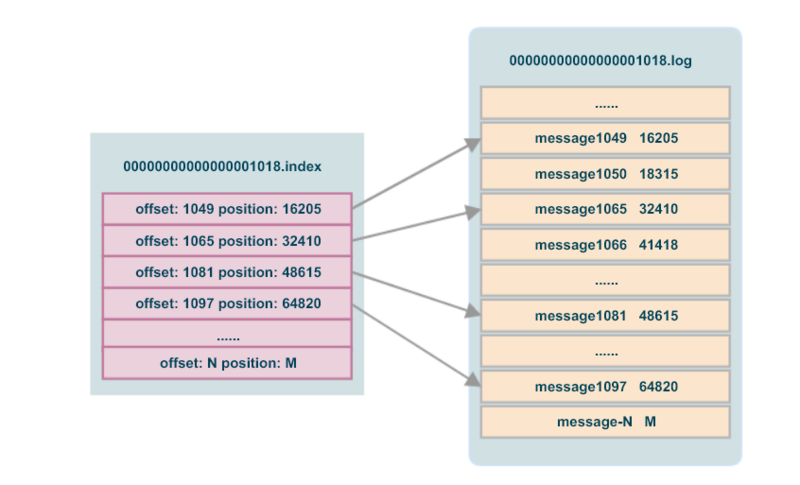 00000000000000001018.index
offset: 1049 position: 16205
offset: 1065 position: 32410
offset: 1081 position: 48615
offset: 1097 position: 64820
......
offset: N position: M
00000000000000001018.log
......
message1049 16205
message1050 18315
message1065 32410
message1066 41418
......
message1081 48615
......
message1097 64820
message-N M